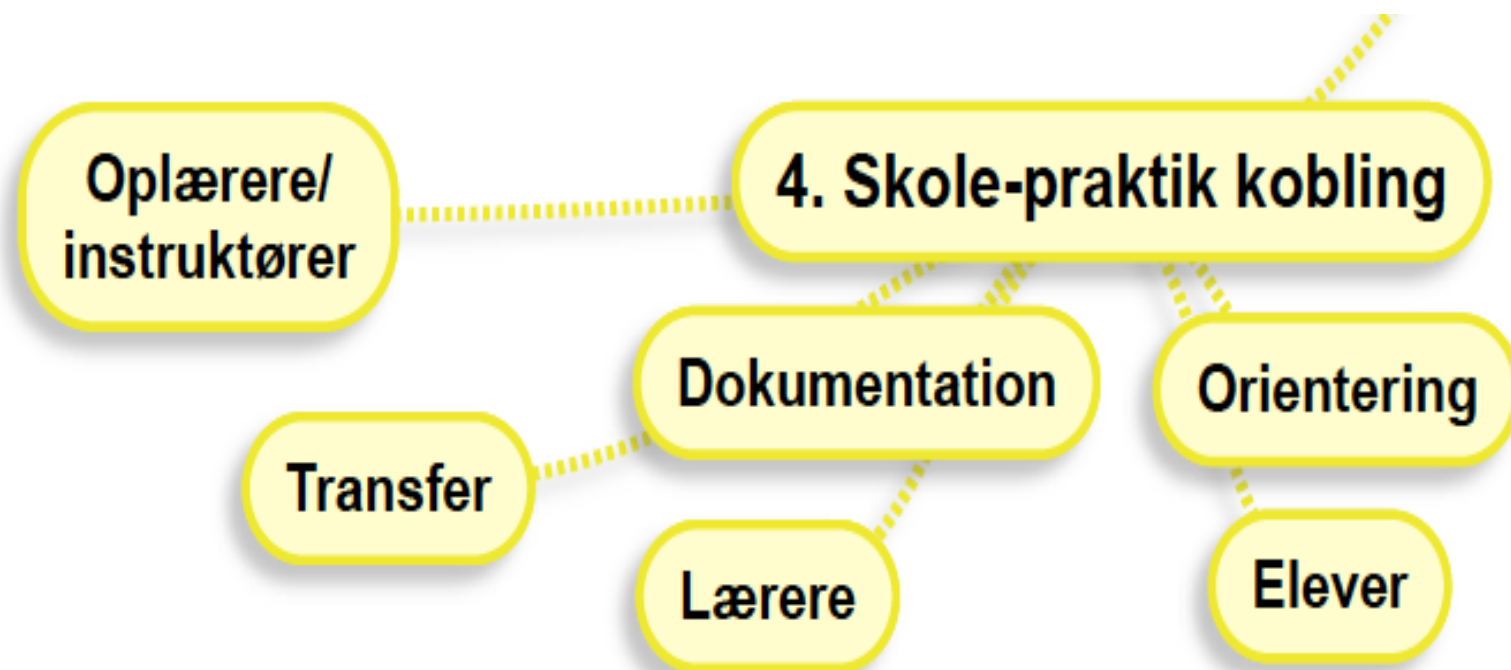 4. Skole-praktik kobling
Oplærere/
instruktører
Dokumentation
Orientering
Transfer
Lærere
Elever